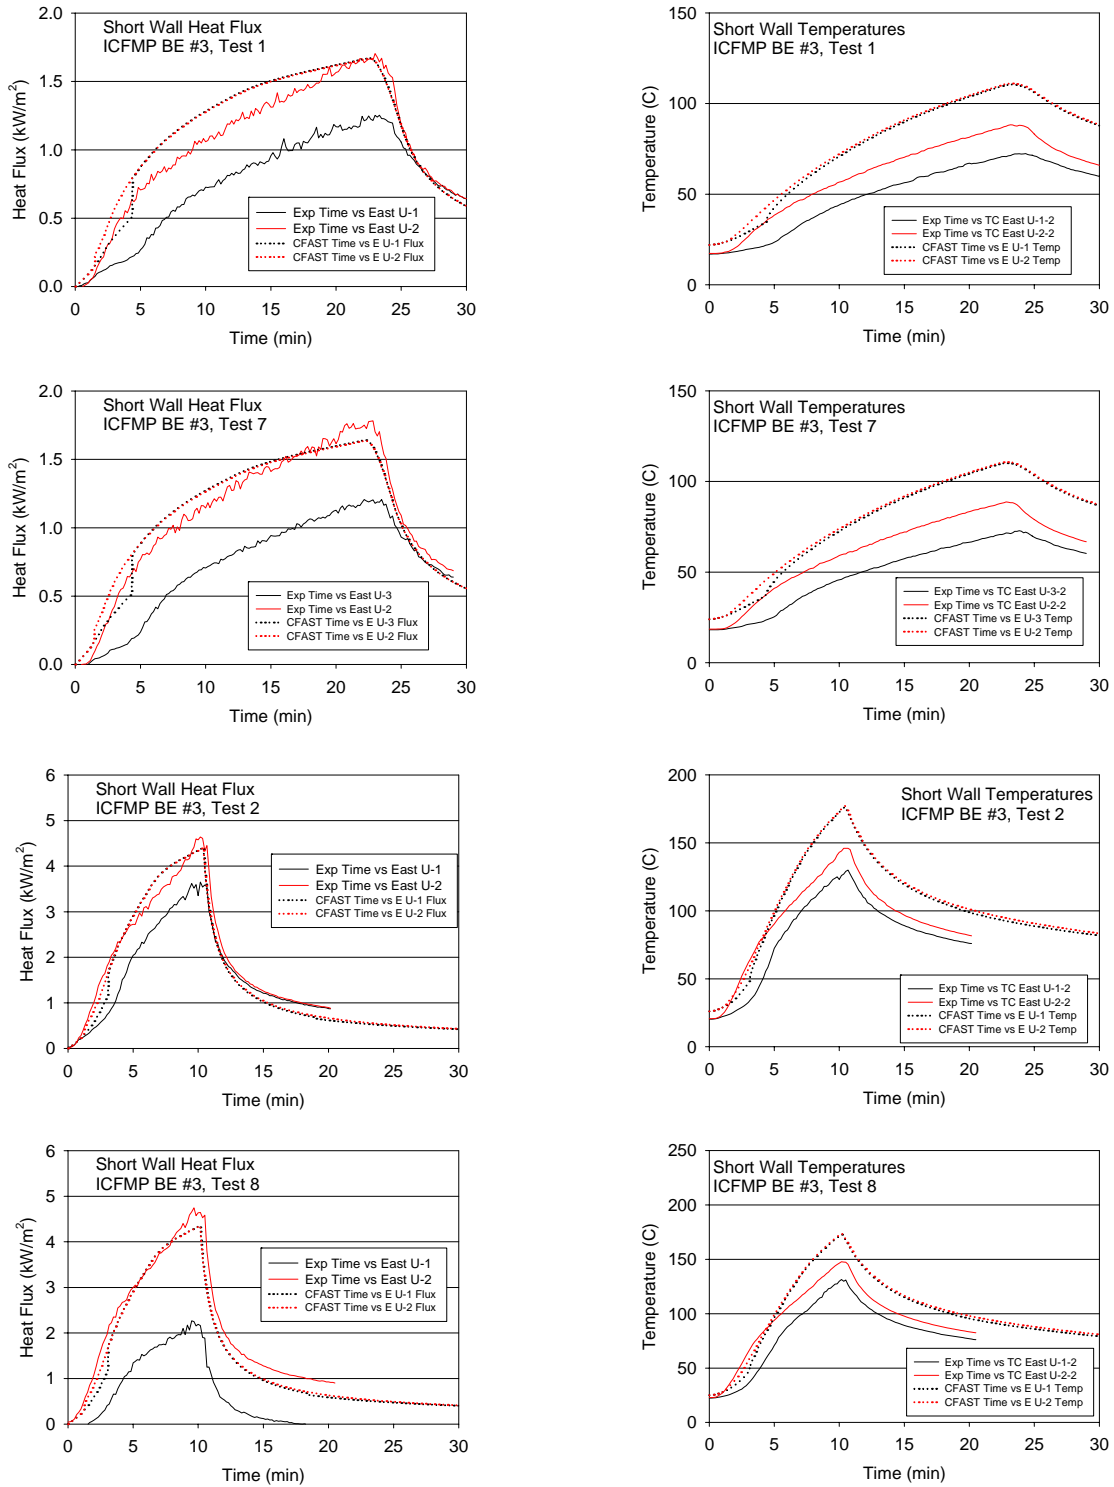 Short Wall Heat Flux
ICFMP BE #3, Test 1
Heat Flux (kW/m2)
2.0
1.5
1.0
0.5
0.0
Exp Time vs East U-1
Exp Time vs East U-2
CFAST Time vs E U-1 Flux
CFAST Time vs E U-2 Flux
0 5 10 15 20 25 30
Time (min)
Short Wall Temperatures
ICFMP BE #3, Test 1
Temperature (C)
150
100
50
0
Exp Time vs TC East U-1-2
Exp Time vs TC East U-2-2
CFAST Time vs E U-1 Temp
CFAST Time vs E U-2 Temp
0 5 10 15 20 25 30
Time (min)
Short Wall Heat Flux
ICFMP BE #3, Test 7
Heat Flux (kW/m2)
2.0
1.5
1.0
0.5
0.0
Exp Time vs East U-3
Exp Time vs East U-2
CFAST Time vs E U-3 Flux
CFAST Time vs E U-2 Flux
0 5 10 15 20 25 30
Time (min)
Short Wall Temperatures
ICFMP BE #3, Test 7
Temperature (C)
150
100
50
0
Exp Time vs TC East U-3-2
Exp Time vs TC East U-2-2
CFAST Time vs E U-3 Temp
CFAST Time vs E U-2 Temp
0 5 10 15 20 25 30
Time (min)
Short Wall Heat Flux
ICFMP BE #3, Test 2
Heat Flux (kW/m2)
6
5
4
3
2
1
0
Exp Time vs East U-1
Exp Time vs East U-2
CFAST Time vs E U-1 Flux
CFAST Time vs E U-2 Flux
0 5 10 15 20 25 30
Time (min)
Short Wall Temperatures
ICFMP BE #3, Test 2
Temperature (C)
200
150
100
50
0
Exp Time vs TC East U-1-2
Exp Time vs TC East U-2-2
CFAST Time vs E U-1 Temp
CFAST Time vs E U-2 Temp
0 5 10 15 20 25 30
Time (min)
Short Wall Heat Flux
ICFMP BE #3, Test 8
Heat Flux (kW/m2)
6
5
4
3
2
1
0
Exp Time vs East U-1
Exp Time vs East U-2
CFAST Time vs E U-1 Flux
CFAST Time vs E U-2 Flux
0 5 10 15 20 25 30
Time (min)
Short Wall Temperatures
ICFMP BE #3, Test 8
Temperature (C)
250
200
150
100
50
0
Exp Time vs TC East U-1-2
Exp Time vs TC East U-2-2
CFAST Time vs E U-1 Temp
CFAST Time vs E U-2 Temp
0 5 10 15 20 25 30
Time (min)